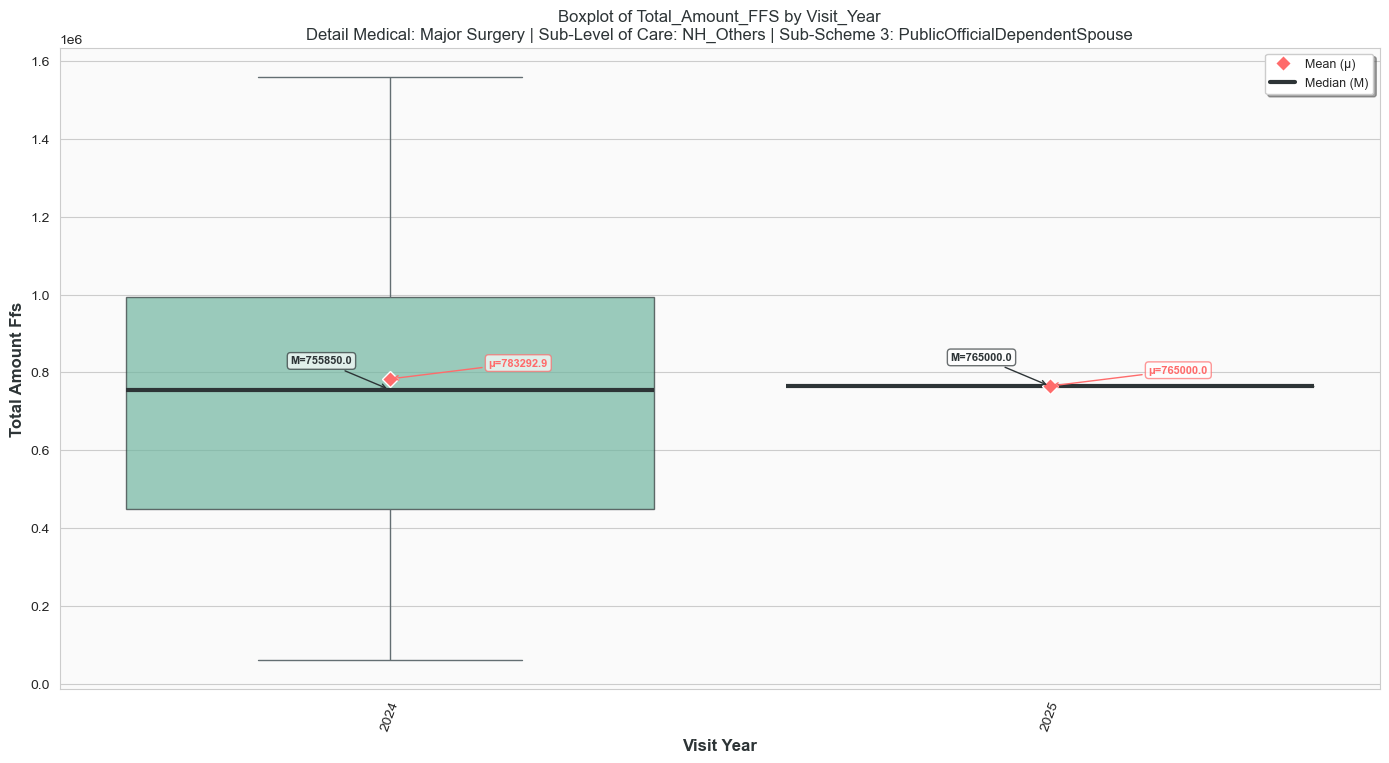 Boxplot of Total_Amount_FFS by Visit_Year
Detail Medical: Major Surgery | Sub-Level of Care: NH_Others | Sub-Scheme 3: PublicOfficialDependentSpouse
1e6
Mean (μ)
Median (M)
1.6
1.4
1.2
1.0
0.8
0.6
0.4
0.2
0.0
Total Amount Ffs
M=755850.0
μ=783292.9
M=765000.0
μ=765000.0
2024
2025
Visit Year